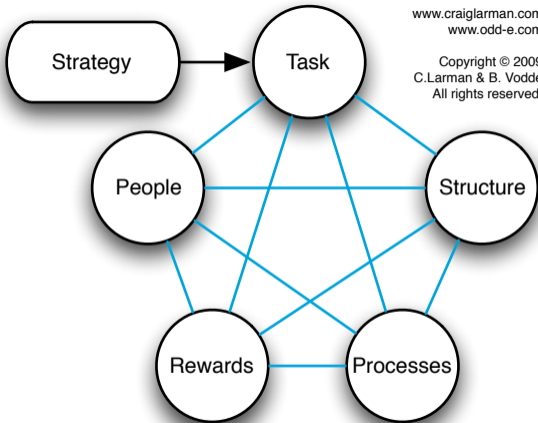 www.craiglarman.com
www.odd-e.com
Copyright © 2009
C.Larman & B. Vodde
All rights reserved
Strategy
Task
People
Structure
Rewards
Processes